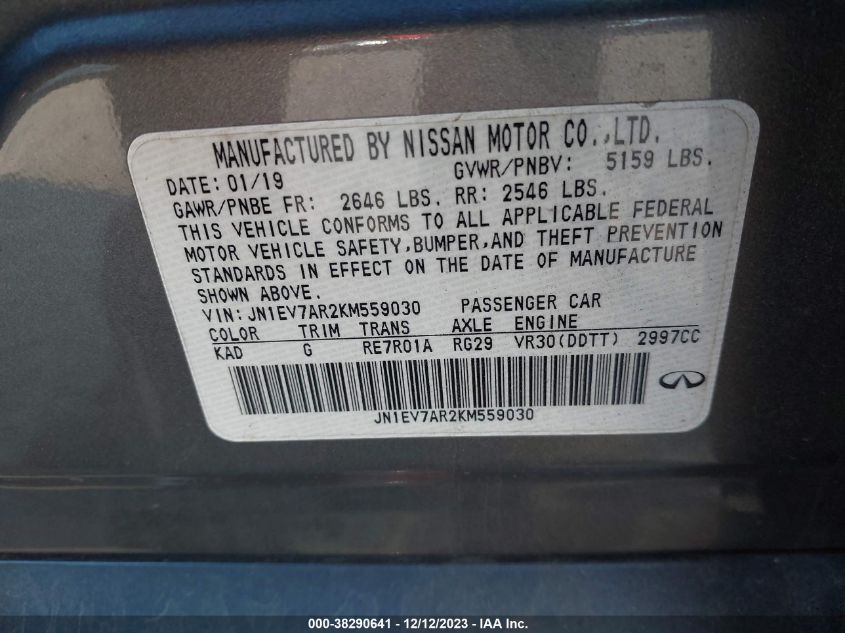 MANUFACTURED BY NISSAN MOTOR CO.,LTD.
DATE: 01/19 GVWR/PNBV: 5159 LBS.
GAWR/PNBE FR: 2646 LBS. RR: 2546 LBS.
THIS VEHICLE CONFORMS TO ALL APPLICABLE FEDERAL
MOTOR VEHICLE SAFETY,BUMPER,AND THEFT PREVENTION
STANDARDS IN EFFECT ON THE DATE OF MANUFACTURE
SHOWN ABOVE.
VIN: JN1EV7AR2KM559030 PASSENGER CAR
COLOR TRIM TRANS AXLE ENGINE
KAD G RE7R01A RG29 VR30(DDTT) 2997CC
JN1EV7AR2KM559030
000-38290641 - 12/12/2023 - IAA Inc.